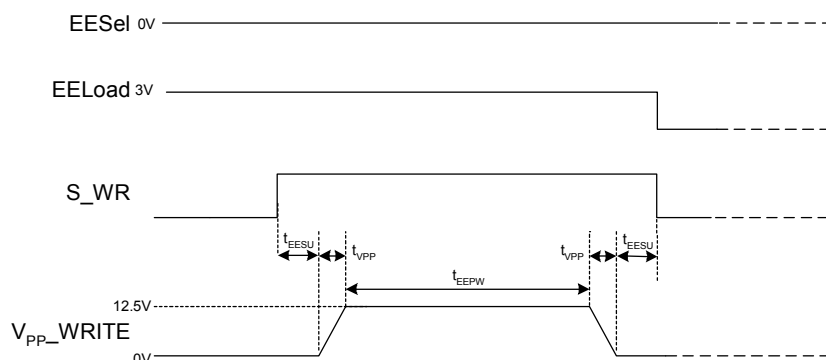 EESel 0V
EELoad 3V
S_WR
tEESU tVPP tVPP tEESU
tEEPW
12.5V
VPP_WRITE
0V